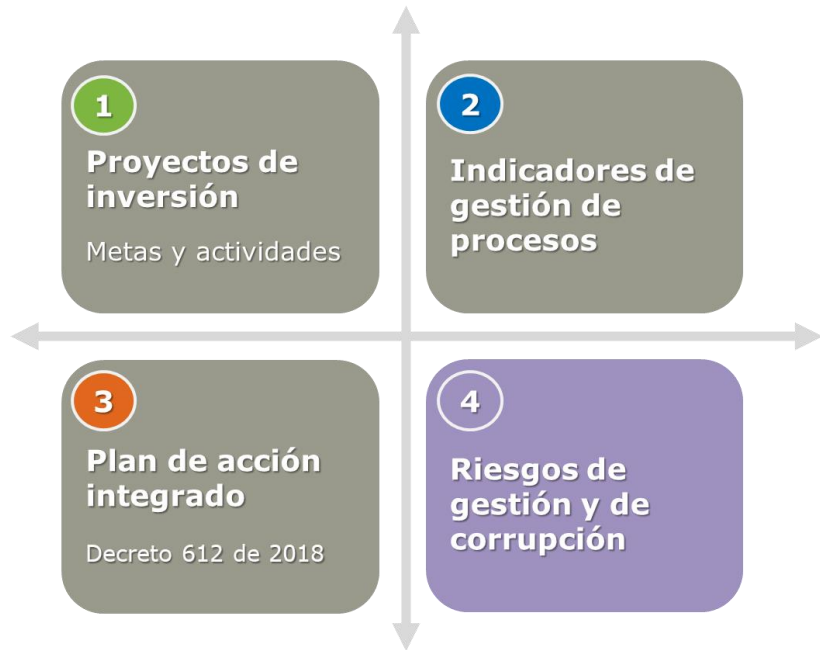 1
Proyectos de
inversión
Metas y actividades
2
Indicadores de
gestión de
procesos
3
Plan de acción
integrado
Decreto 612 de 2018
4
Riesgos de
gestión y de
corrupción